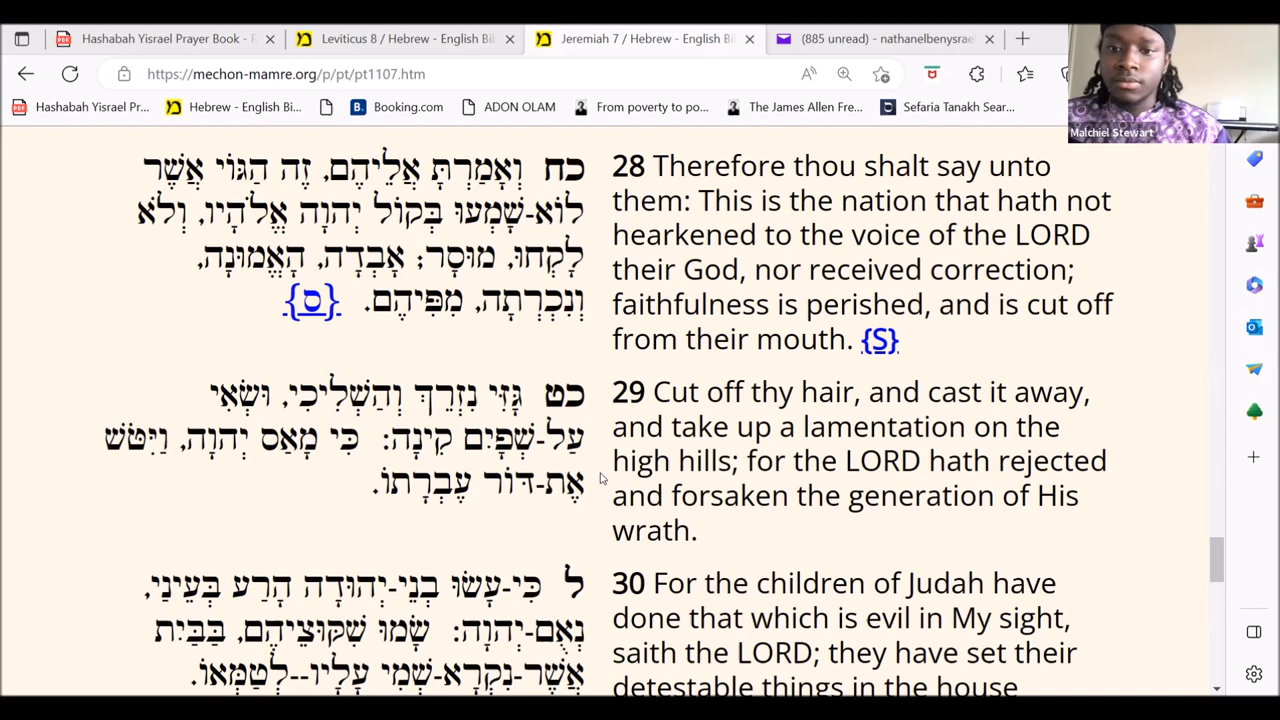 Hashabah Yisrael Prayer Book - R
Leviticus 8 / Hebrew - English Bi
Jeremiah 7 / Hebrew - English Bi
(885 unread) - nathanelbenysrae
https://mechon-mamre.org/p/pt/pt1107.htm
Hashabah Yisrael Pr...
Hebrew - English Bi...
Booking.com
ADON OLAM
From poverty to po...
The James Allen Fre...
Sefaria Tanakh Sear...
Malchiel Stewart
כח וְאָמַרְתָּ אֲלֵיהֶם, זֶה הַגּוֹי אֲשֶׁר
לוֹא-שָׁמְעוּ בְּקוֹל יְהוָה אֱלֹהָיו, וְלֹא
לָקְחוּ, מוּסָר; אָבְדָה, הָאֱמוּנָה,
וְנִכְרְתָה, מִפִּיהֶם. {ס}
28 Therefore thou shalt say unto
them: This is the nation that hath not
hearkened to the voice of the LORD
their God, nor received correction;
faithfulness is perished, and is cut off
from their mouth. {S}
כט גָּזִּי נִזְרֵךְ וְהַשְׁלִיכִי, וּשְׂאִי
עַל-שְׁפָיִם קִינָה: כִּי מָאַס יְהוָה, וַיִּטֹּשׁ
אֶת-דּוֹר עֶבְרָתוֹ.
29 Cut off thy hair, and cast it away,
and take up a lamentation on the
high hills; for the LORD hath rejected
and forsaken the generation of His
wrath.
ל כִּי-עָשׂוּ בְנֵי-יְהוּדָה הָרַע בְּעֵינַי,
נְאֻם-יְהוָה: שָׂמוּ שִׁקּוּצֵיהֶם, בַּבַּיִת
אֲשֶׁר-נִקְרָא-שְׁמִי עָלָיו--לְטַמְּאוֹ.
30 For the children of Judah have
done that which is evil in My sight,
saith the LORD; they have set their
detestable things in the house